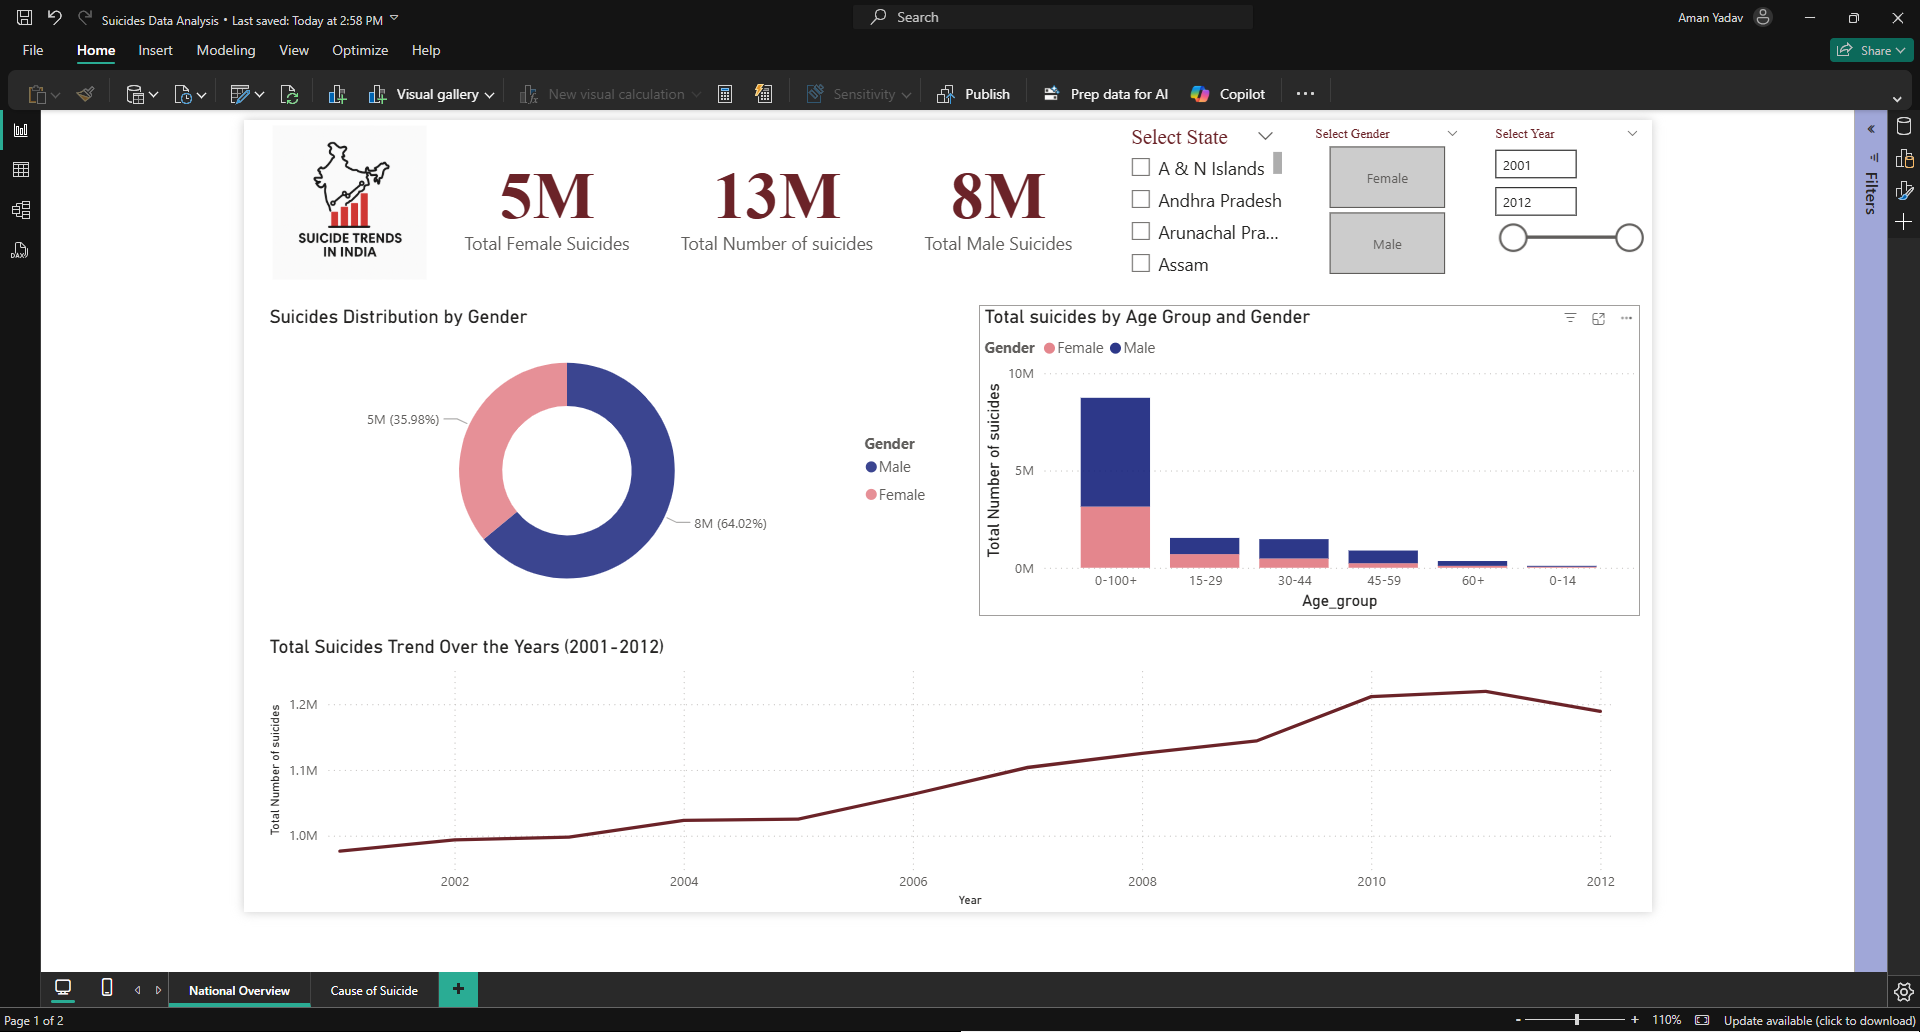 Suicides Data Analysis • Last saved: Today at 2:58 PM
Search
Aman Yadav
File
Home
Insert
Modeling
View
Optimize
Help
Share
Visual gallery
New visual calculation
Sensitivity
Publish
Prep data for AI
Copilot
DAX
SUICIDE TRENDS
IN INDIA
5M
Total Female Suicides
13M
Total Number of suicides
8M
Total Male Suicides
Select State
A & N Islands
Andhra Pradesh
Arunachal Pra...
Assam
Select Gender
Female
Male
Select Year
2001
2012
Filters
Suicides Distribution by Gender
5M (35.98%)
8M (64.02%)
Gender
Male
Female
Total suicides by Age Group and Gender
Gender Female Male
Total Number of suicides
10M
5M
0M
0-100+ 15-29 30-44 45-59 60+ 0-14
Age_group
Total Suicides Trend Over the Years (2001-2012)
Total Number of suicides
1.2M
1.1M
1.0M
2002 2004 2006 2008 2010 2012
Year
National Overview
Cause of Suicide
+
Page 1 of 2
- + 110%
Update available (click to download)